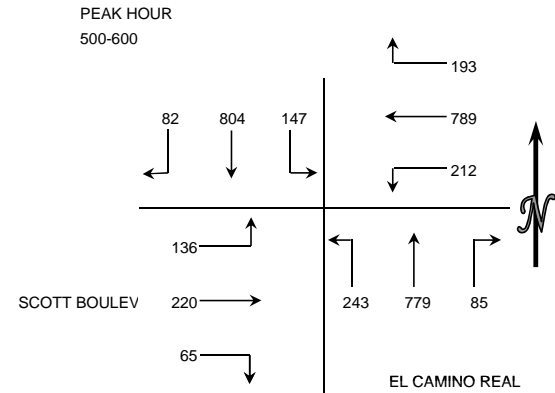 PEAK HOUR
500-600
193
82 804 147
789
212
N
136
SCOTT BOULEV 220
243 779 85
65
EL CAMINO REAL